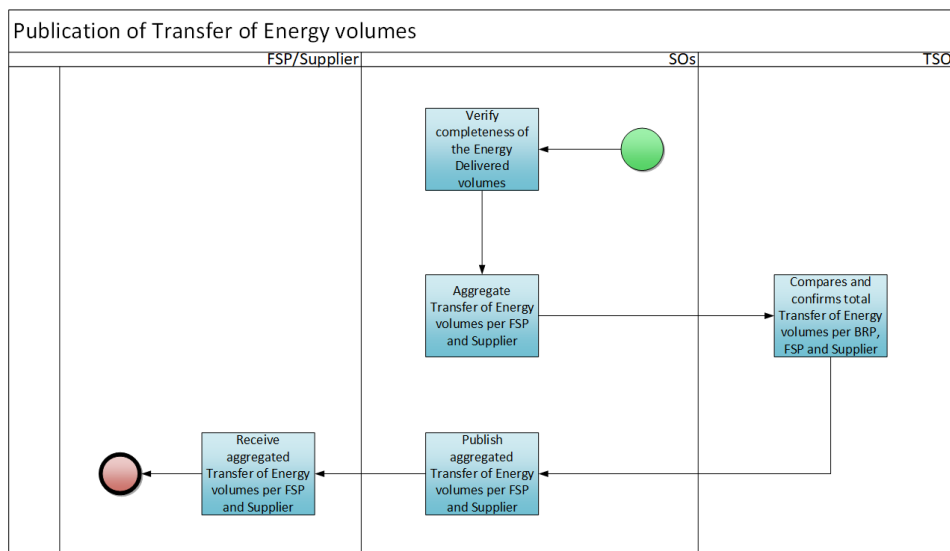 Publication of Transfer of Energy volumes
FSP/Supplier
SOs
TSO
Verify
completeness of
the Energy
Delivered
volumes
Aggregate
Transfer of Energy
volumes per FSP
and Supplier
Compares and
confirms total
Transfer of Energy
volumes per BRP,
FSP and Supplier
Receive
aggregated
Transfer of Energy
volumes per FSP
and Supplier
Publish
aggregated
Transfer of Energy
volumes per FSP
and Supplier